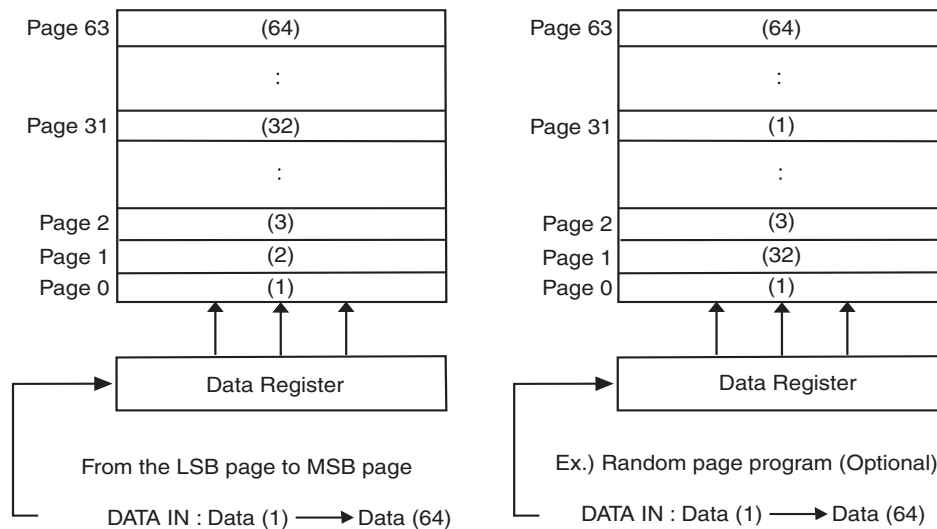 Page 63 (64)
:
Page 31 (32)
:
Page 2 (3)
Page 1 (2)
Page 0 (1)
Data Register
From the LSB page to MSB page
DATA IN : Data (1) → Data (64)
Page 63 (64)
:
Page 31 (1)
:
Page 2 (3)
Page 1 (32)
Page 0 (1)
Data Register
Ex.) Random page program (Optional)
DATA IN : Data (1) → Data (64)